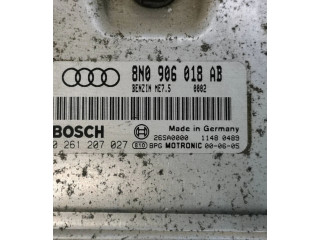 8N0 906 018 AB
BENZIN ME7.5 0002
BOSCH
Made in Germany
26SA0000 1148 0489
0 261 207 027 BPG MOTRONIC 00-06-05